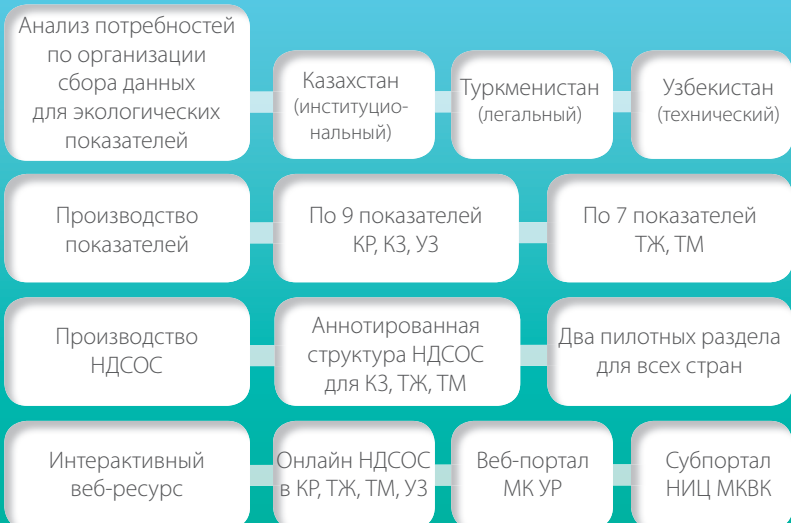 Анализ потребностей
по организации
сбора данных
для экологических
показателей
Казахстан
(институцио-
нальный)
Туркменистан
(легальный)
Узбекистан
(технический)
Производство
показателей
По 9 показателей
КР, КЗ, УЗ
По 7 показателей
ТЖ, ТМ
Производство
НДСОС
Аннотированная
структура НДСОС
для КЗ, ТЖ, ТМ
Два пилотных раздела
для всех стран
Интерактивный
веб-ресурс
Онлайн НДСОС
в КР, ТЖ, ТМ, УЗ
Веб-портал
МК УР
Субпортал
НИЦ МКВК